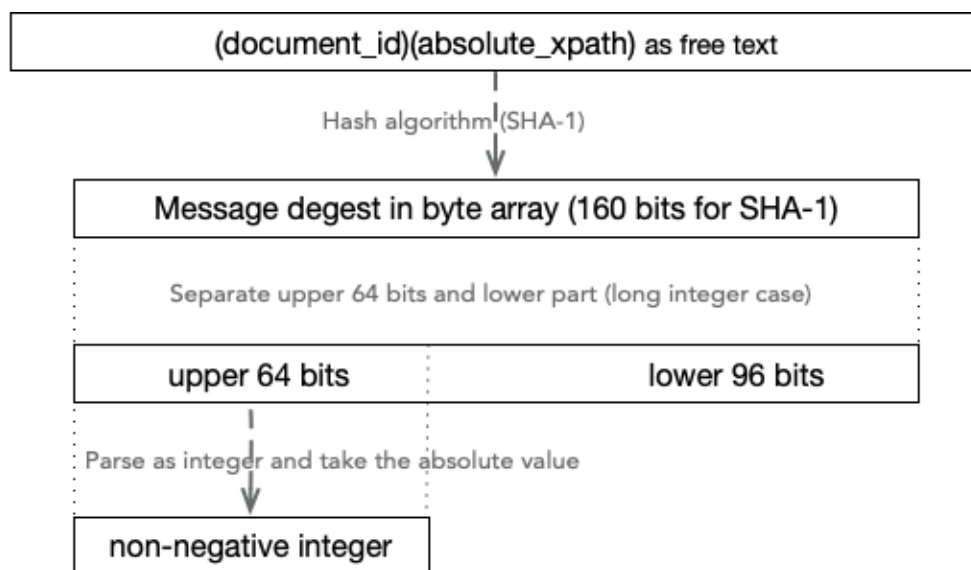 (document_id)(absolute_xpath) as free text
Hash algorithm (SHA-1)
Message degest in byte array (160 bits for SHA-1)
Separate upper 64 bits and lower part (long integer case)
upper 64 bits lower 96 bits
Parse as integer and take the absolute value
non-negative integer